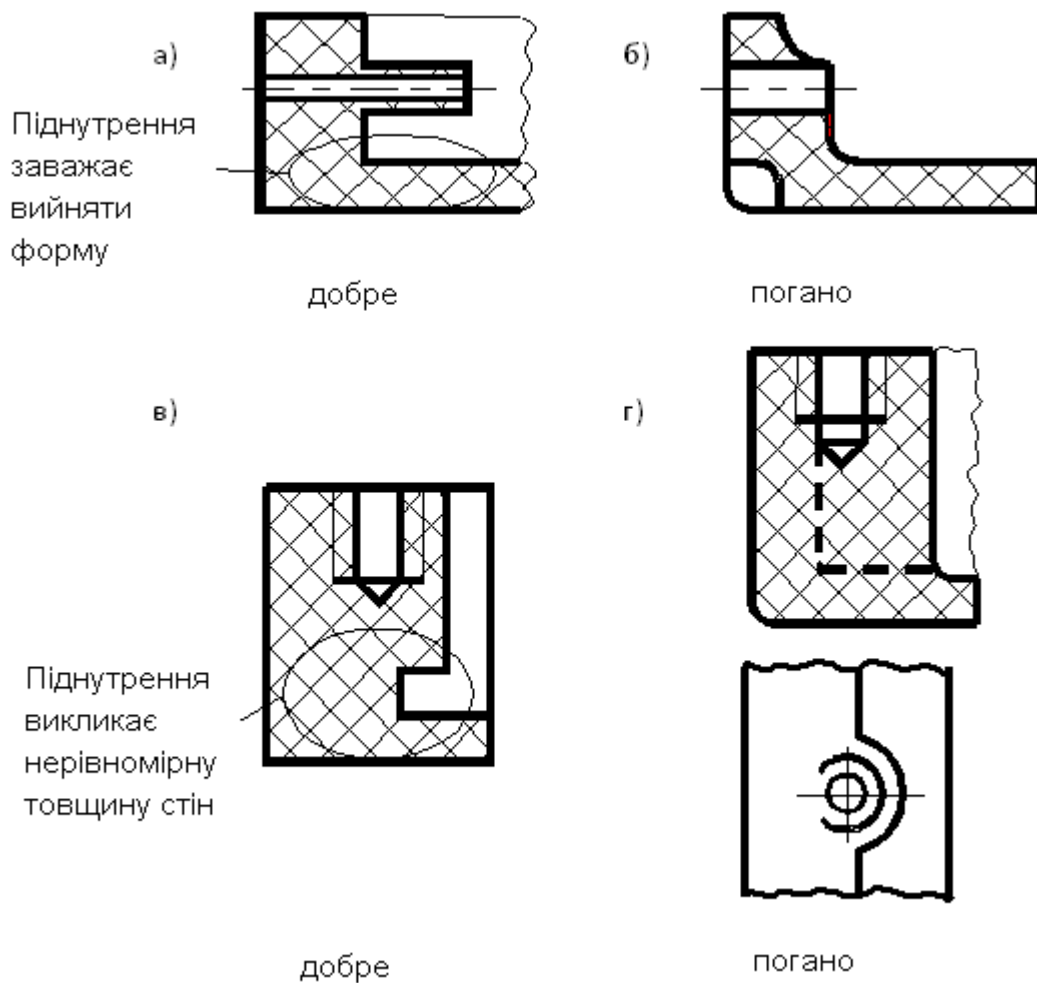 а)
б)
Піднутрення
заважає
вийняти
форму
добре
погано
в)
г)
Піднутрення
викликає
нерівномірну
товщину стін
добре
погано